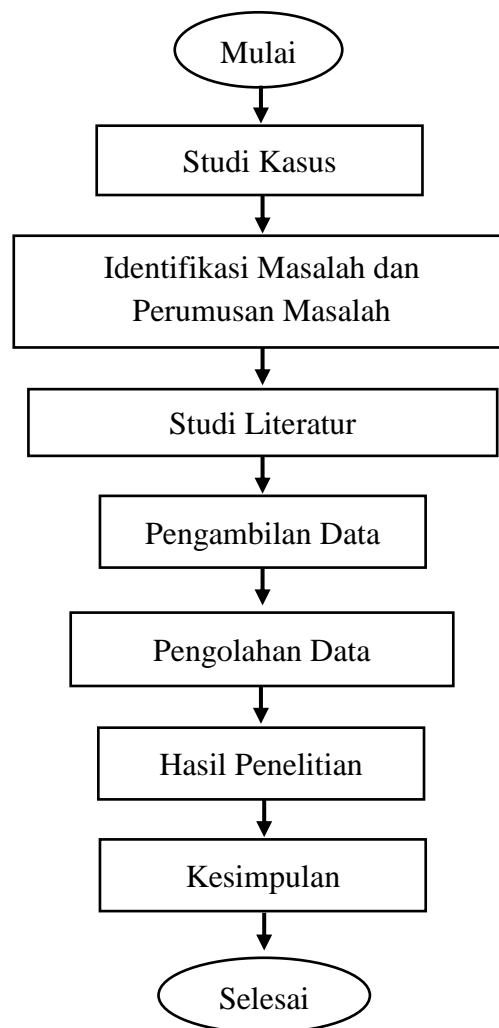 Mulai
Studi Kasus
Identifikasi Masalah dan
Perumusan Masalah
Studi Literatur
Pengambilan Data
Pengolahan Data
Hasil Penelitian
Kesimpulan
Selesai